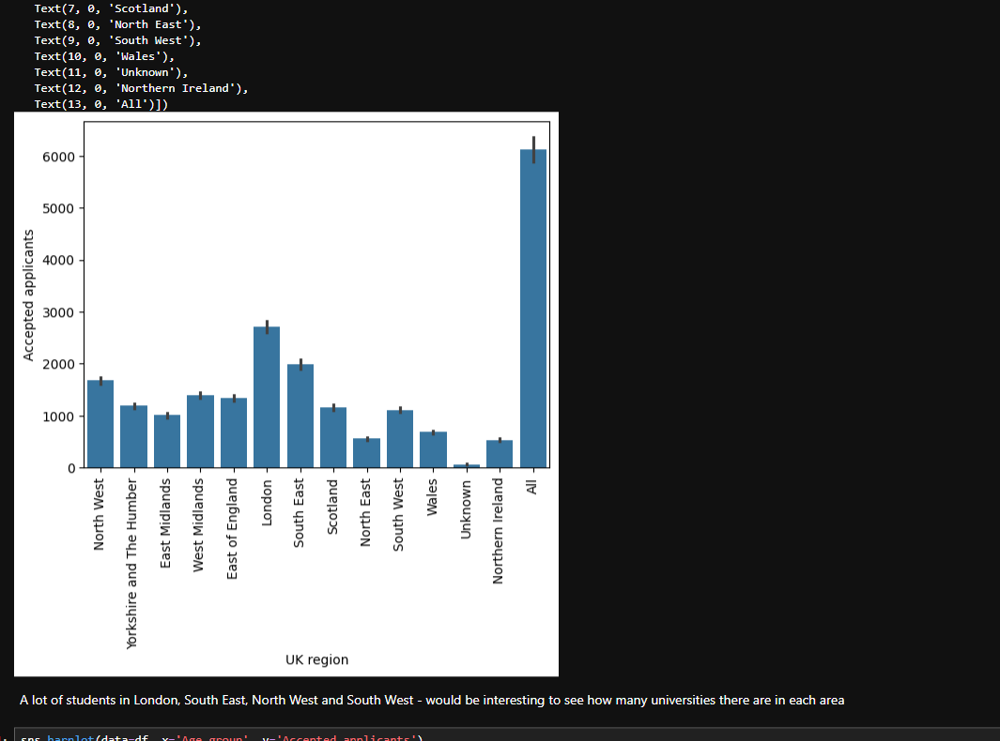 Text(7, 0, 'Scotland'),
Text(8, 0, 'North East'),
Text(9, 0, 'South West'),
Text(10, 0, 'Wales'),
Text(11, 0, 'Unknown'),
Text(12, 0, 'Northern Ireland'),
Text(13, 0, 'All')])
6000
5000
4000
3000
2000
1000
0
Accepted applicants
North West
Yorkshire and The Humber
East Midlands
West Midlands
East of England
London
South East
Scotland
North East
South West
Wales
Unknown
Northern Ireland
All
UK region
A lot of students in London, South East, North West and South West - would be interesting to see how many universities there are in each area
sns.barplot(data=df, x='Age group', y='Accepted applicants')